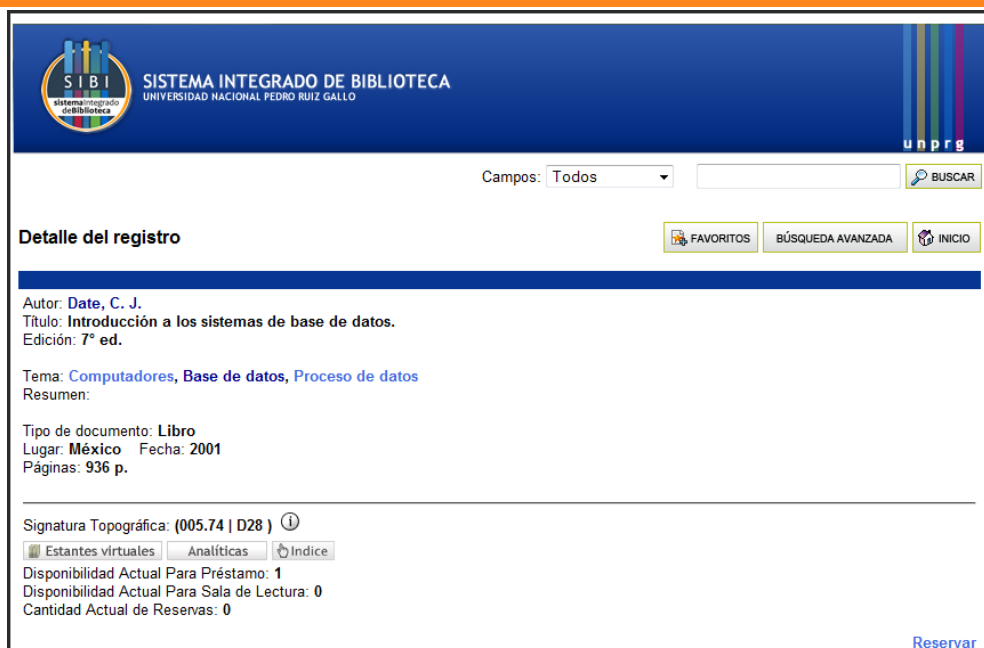 SIBI
sistemaintegrado
deBiblioteca
SISTEMA INTEGRADO DE BIBLIOTECA
UNIVERSIDAD NACIONAL PEDRO RUIZ GALLO
unprg
Campos: Todos BUSCAR
Detalle del registro FAVORITOS BÚSQUEDA AVANZADA INICIO
Autor: Date, C. J.
Título: Introducción a los sistemas de base de datos.
Edición: 7° ed.
Tema: Computadores, Base de datos, Proceso de datos
Resumen:
Tipo de documento: Libro
Lugar: México Fecha: 2001
Páginas: 936 p.
Signatura Topográfica: (005.74 | D28 ) i
Estantes virtuales Analíticas Indice
Disponibilidad Actual Para Préstamo: 1
Disponibilidad Actual Para Sala de Lectura: 0
Cantidad Actual de Reservas: 0
Reservar